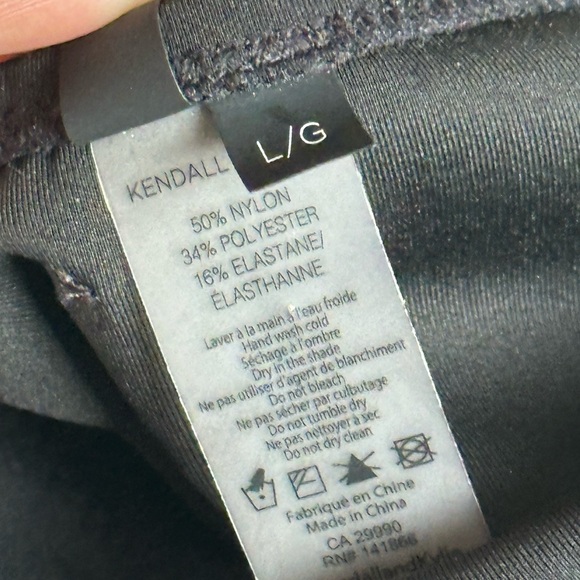 L/G
KENDALL
50% NYLON
34% POLYESTER
16% ELASTANE/
ÉLASTHANNE
Laver à la main à l'eau froide
Hand wash cold
Séchage à l'ombre
Dry in the shade
Ne pas utiliser d'agent de blanchiment
Do not bleach
Ne pas sécher par culbutage
Do not tumble dry
Ne pas nettoyer à sec
Do not dry clean
Fabriqué en Chine
Made in China
CA 29990
RN# 141866